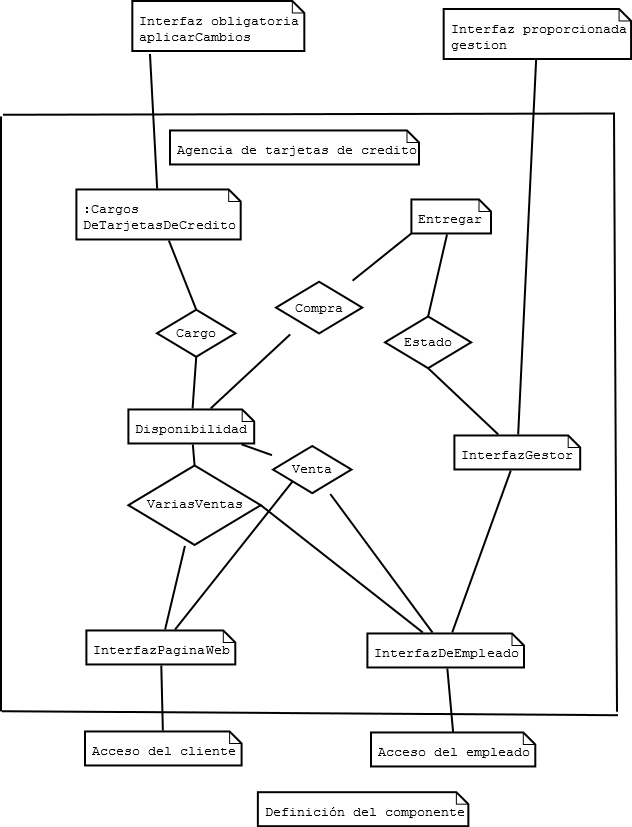 Interfaz obligatoria
aplicarCambios
Interfaz proporcionada
gestion
Agencia de tarjetas de credito
:Cargos
DeTarjetasDeCredito
Entregar
Compra
Cargo
Estado
Disponibilidad
InterfazGestor
Venta
VariasVentas
InterfazPaginaWeb
InterfazDeEmpleado
Acceso del cliente
Acceso del empleado
Definición del componente